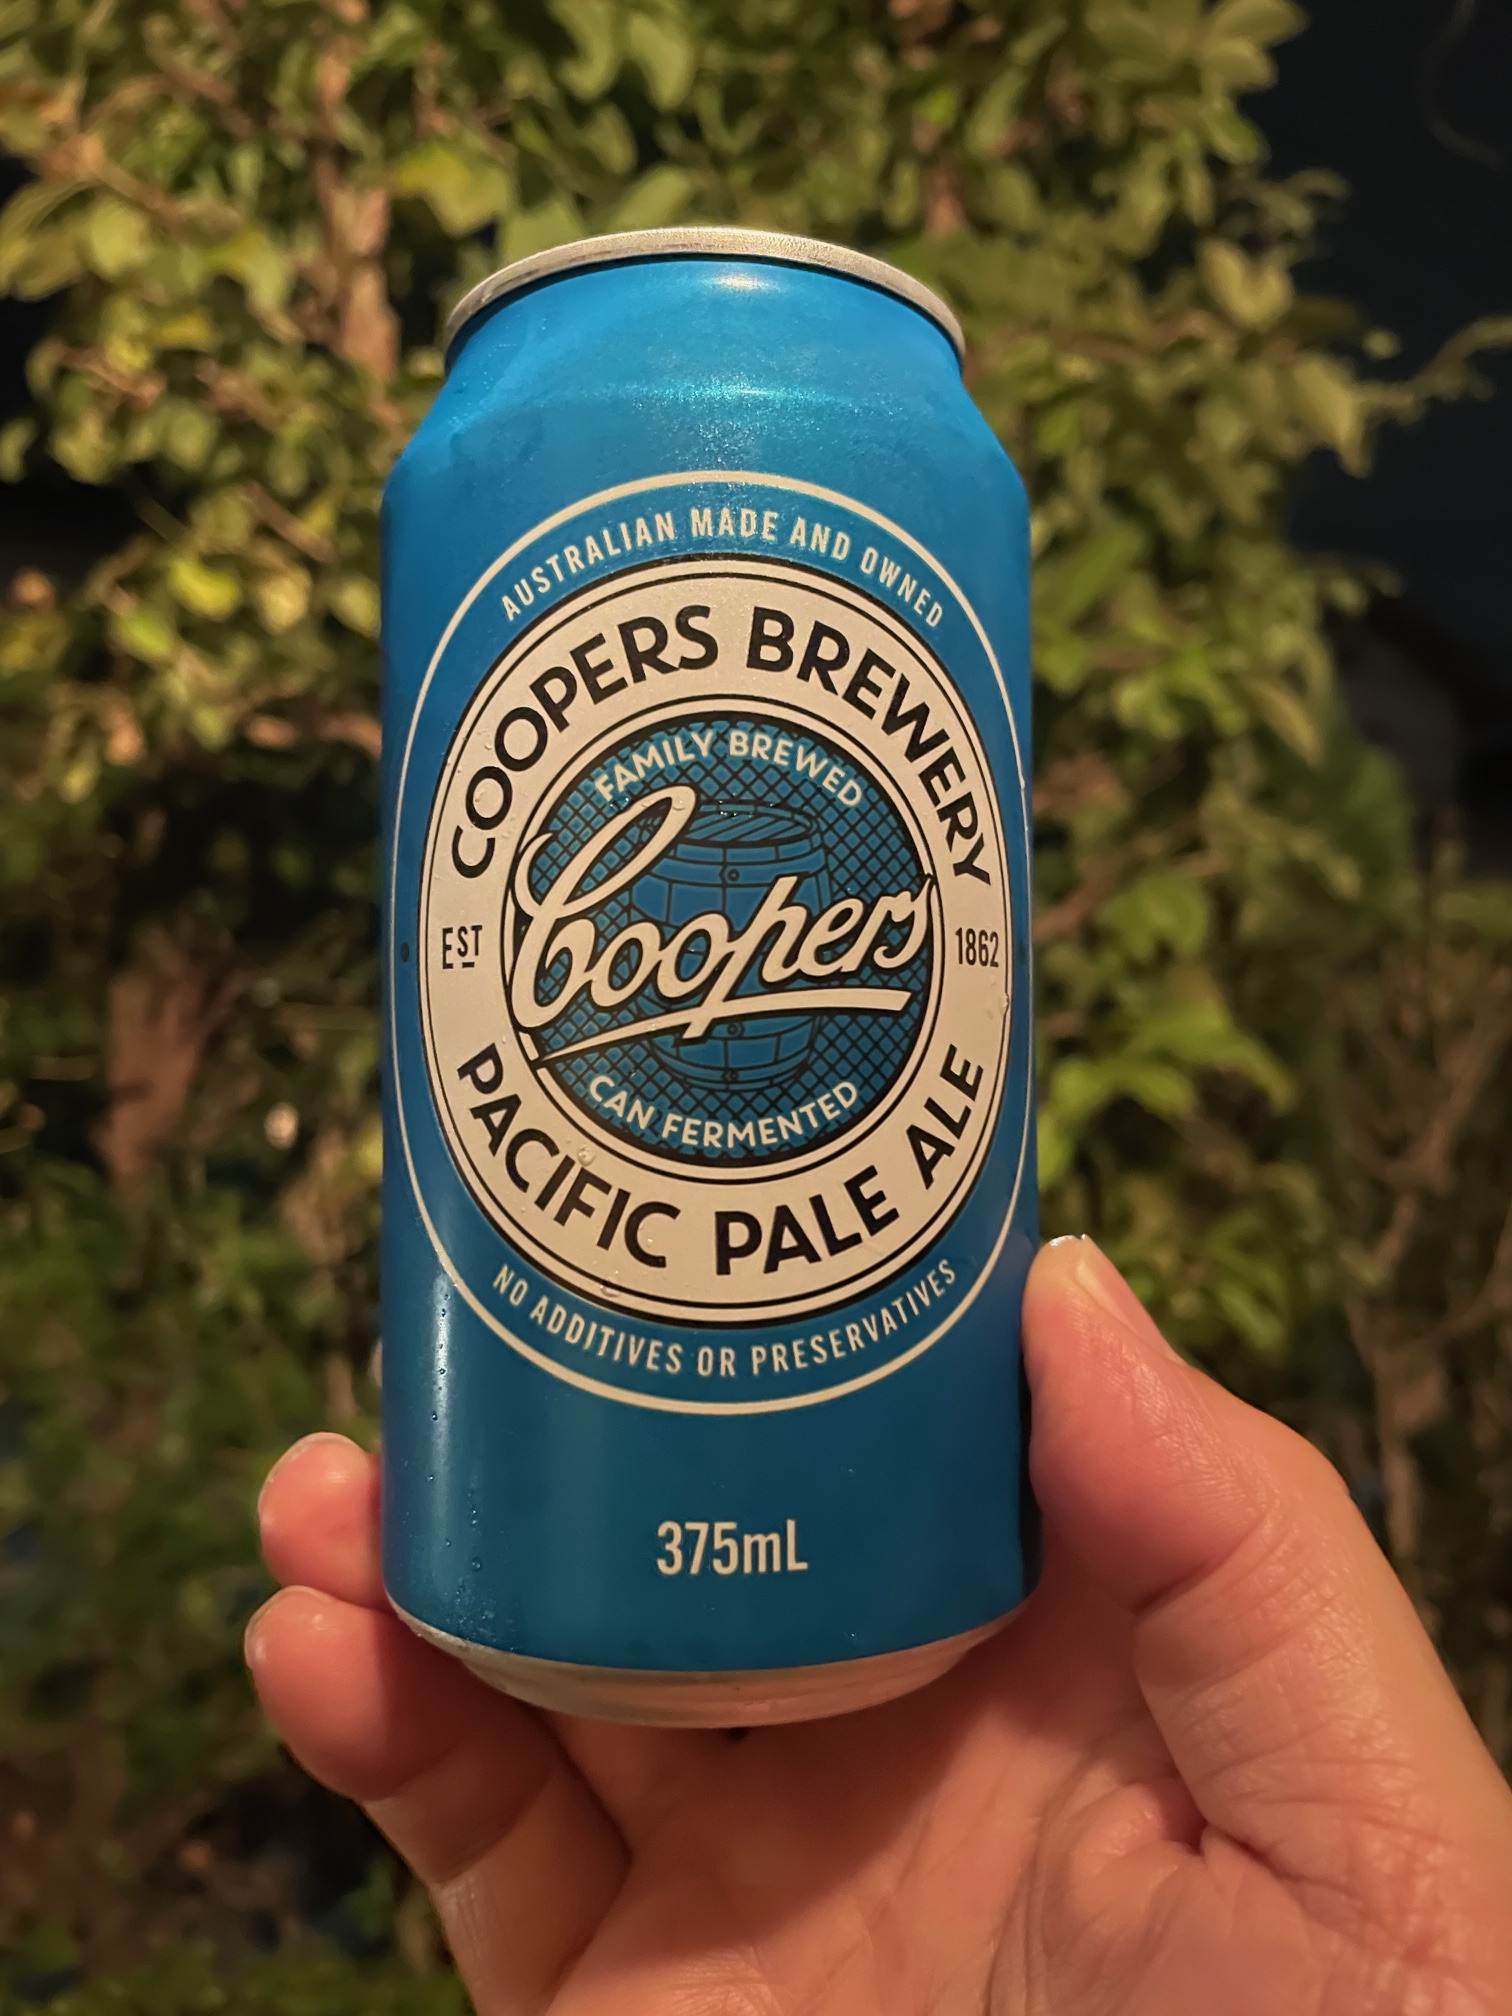 AUSTRALIAN MADE AND OWNED
COOPERS BREWERY
FAMILY BREWED
Coopers
EST 1862
CAN FERMENTED
PACIFIC PALE ALE
NO ADDITIVES OR PRESERVATIVES
375mL